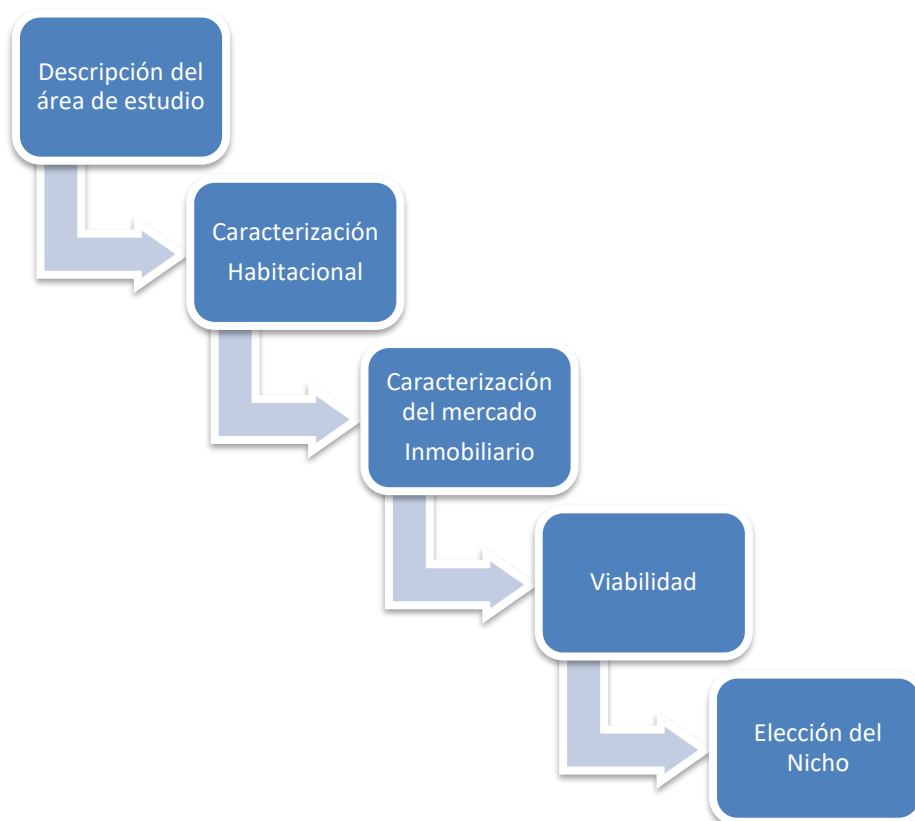 Descripción del
área de estudio
Caracterización
Habitacional
Caracterización
del mercado
Inmobiliario
Viabilidad
Elección del
Nicho